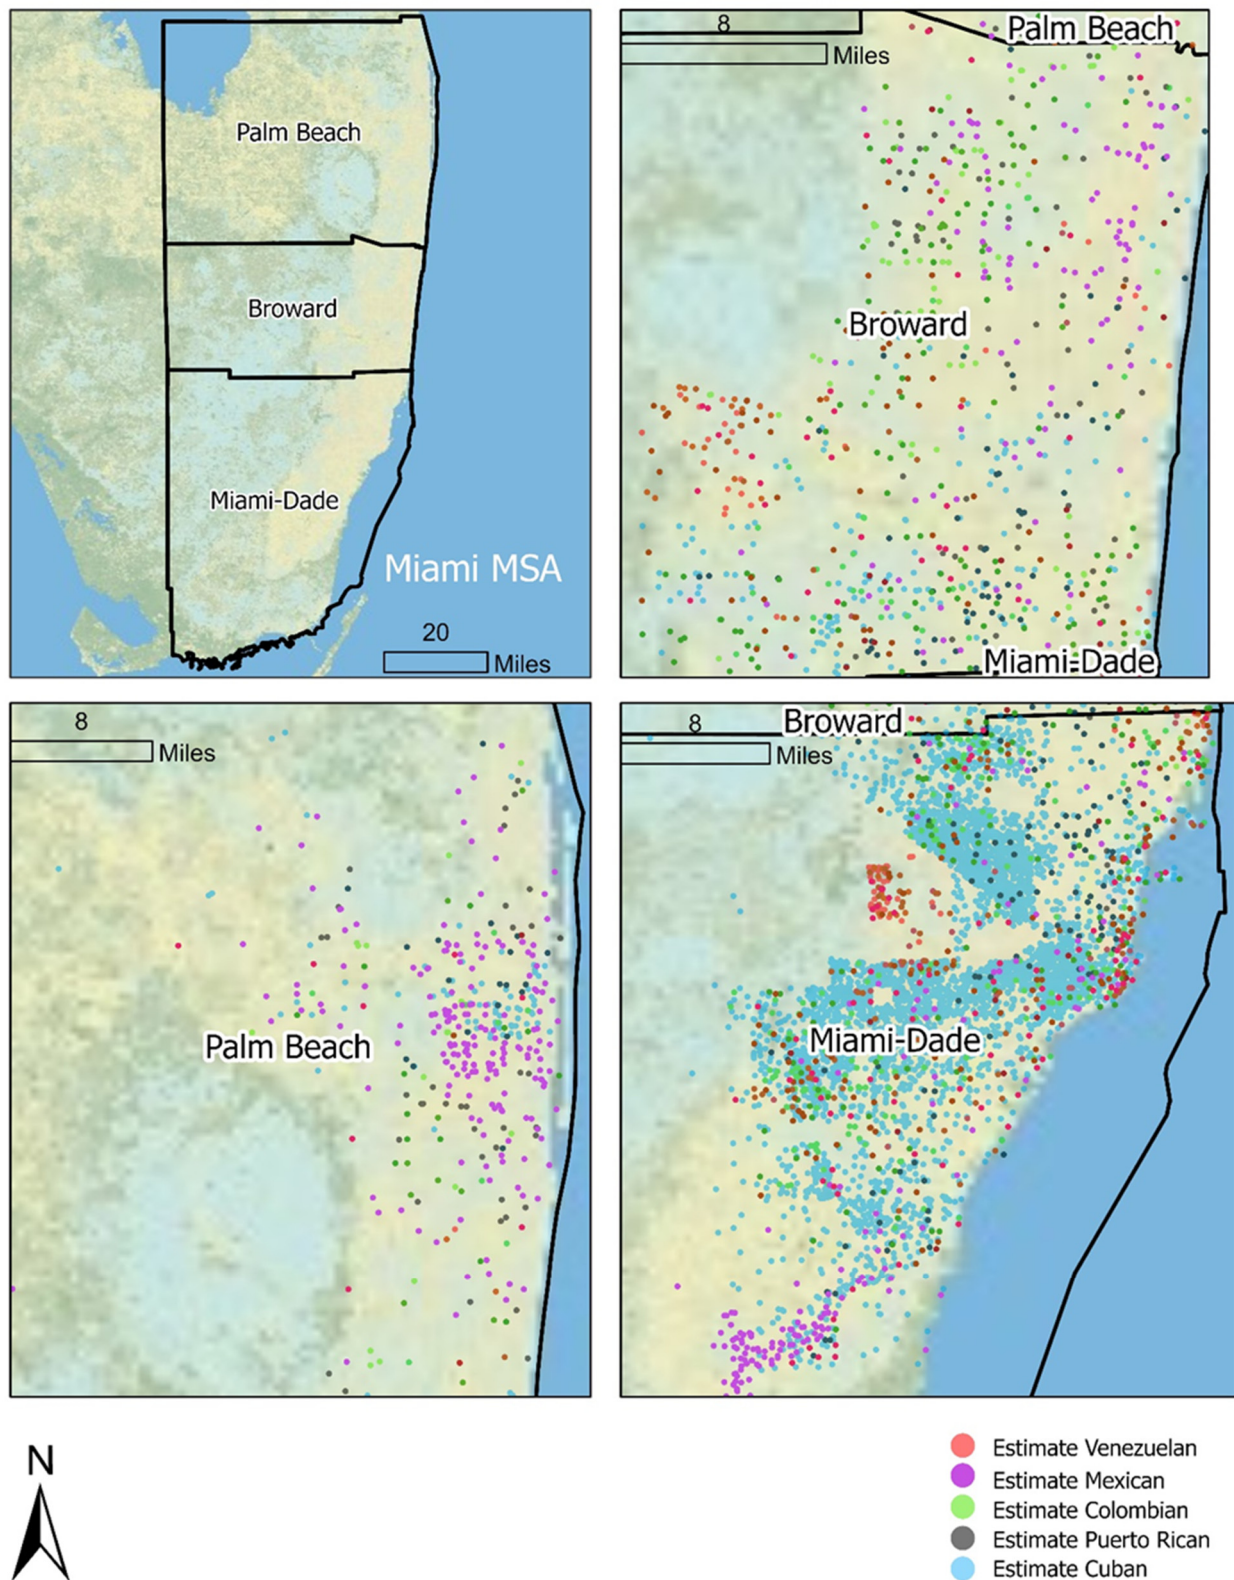 Palm Beach
Broward
Miami-Dade
Miami MSA
20
Miles
8
Miles
Palm Beach
Broward
Miami-Dade
8
Miles
Palm Beach
8
Miles
Broward
Miami-Dade
N
Estimate Venezuelan
Estimate Mexican
Estimate Colombian
Estimate Puerto Rican
Estimate Cuban